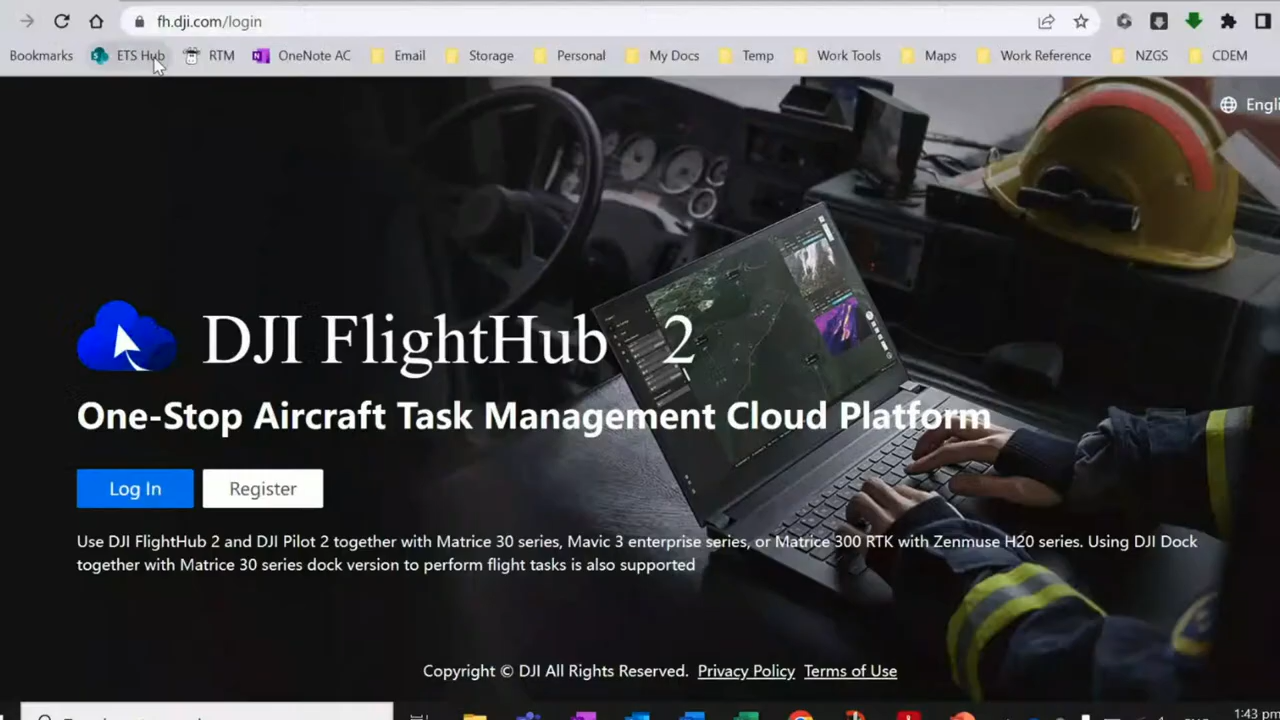 fh.dji.com/login
Bookmarks ETS Hub RTM OneNote AC Email Storage Personal My Docs Temp Work Tools Maps Work Reference NZGS CDEM
Engli
DJI FlightHub 2
One-Stop Aircraft Task Management Cloud Platform
Log In Register
Use DJI FlightHub 2 and DJI Pilot 2 together with Matrice 30 series, Mavic 3 enterprise series, or Matrice 300 RTK with Zenmuse H20 series. Using DJI Dock
together with Matrice 30 series dock version to perform flight tasks is also supported
Copyright © DJI All Rights Reserved. Privacy Policy Terms of Use
1:43 pm